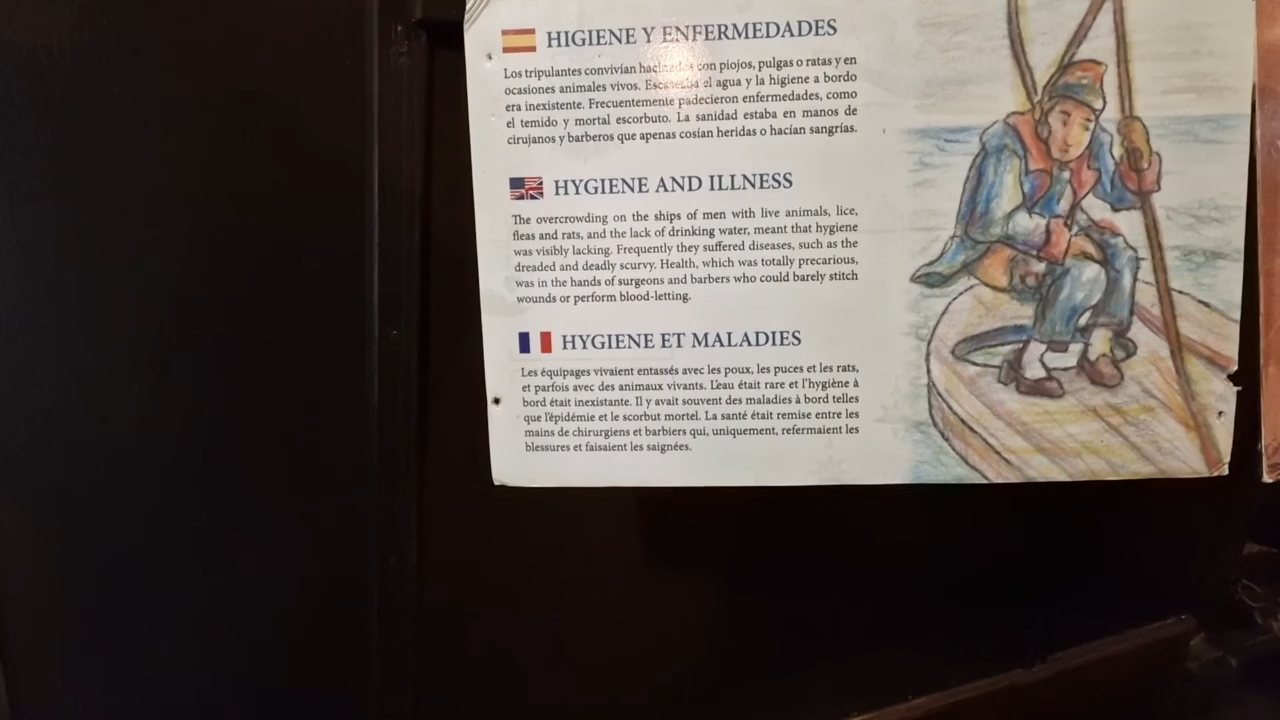 HIGIENE Y ENFERMEDADES
Los tripulantes convivían hacinados con piojos, pulgas o ratas y en
ocasiones animales vivos. Escaseaba el agua y la higiene a bordo
era inexistente. Frecuentemente padecieron enfermedades, como
el temido y mortal escorbuto. La sanidad estaba en manos de
cirujanos y barberos que apenas cosían heridas o hacían sangrías.
HYGIENE AND ILLNESS
The overcrowding on the ships of men with live animals, lice,
fleas and rats, and the lack of drinking water, meant that hygiene
was visibly lacking. Frequently they suffered diseases, such as the
dreaded and deadly scurvy. Health, which was totally precarious,
was in the hands of surgeons and barbers who could barely stitch
wounds or perform blood-letting.
HYGIENE ET MALADIES
Les équipages vivaient entassés avec les poux, les puces et les rats,
et parfois avec des animaux vivants. L'eau était rare et l'hygiène à
bord était inexistante. Il y avait souvent des maladies à bord telles
que l'épidémie et le scorbut mortel. La santé était remise entre les
mains de chirurgiens et barbiers qui, uniquement, refermaient les
blessures et faisaient les saignées.